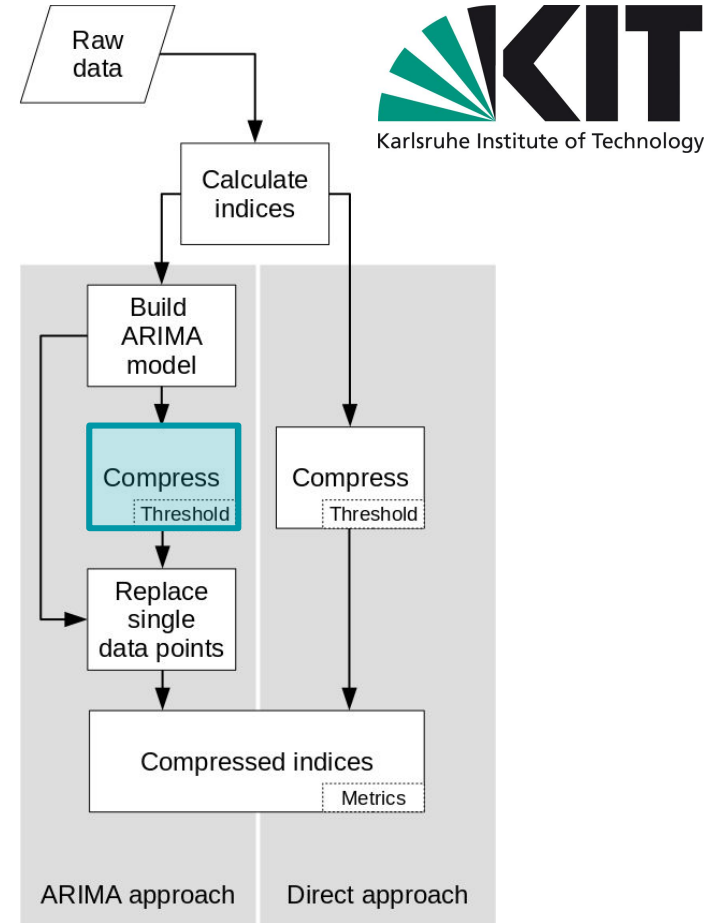 Raw
data
KIT
Karlsruhe Institute of Technology
Calculate
indices
Build
ARIMA
model
Compress
Threshold
Compress
Threshold
Replace
single
data points
Compressed indices
Metrics
ARIMA approach
Direct approach